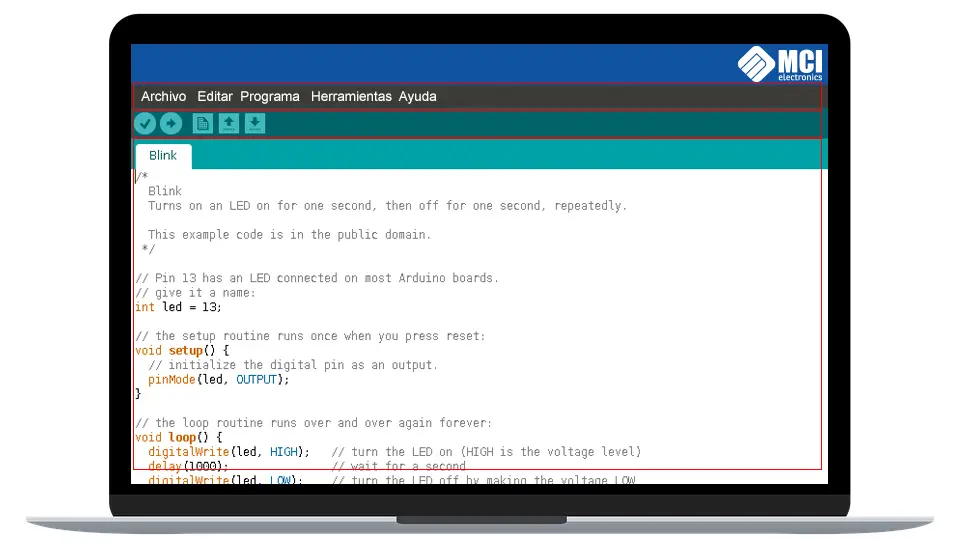 MCI
electronics
Archivo Editar Programa Herramientas Ayuda
Blink
/*
Blink
Turns on an LED on for one second, then off for one second, repeatedly.
This example code is in the public domain.
*/
// Pin 13 has an LED connected on most Arduino boards.
// give it a name:
int led = 13;
// the setup routine runs once when you press reset:
void setup() {
// initialize the digital pin as an output.
pinMode(led, OUTPUT);
}
// the loop routine runs over and over again forever:
void loop() {
digitalWrite(led, HIGH); // turn the LED on (HIGH is the voltage level)
delay(1000); // wait for a second
digitalWrite(led, LOW); // turn the LED off by making the voltage LOW